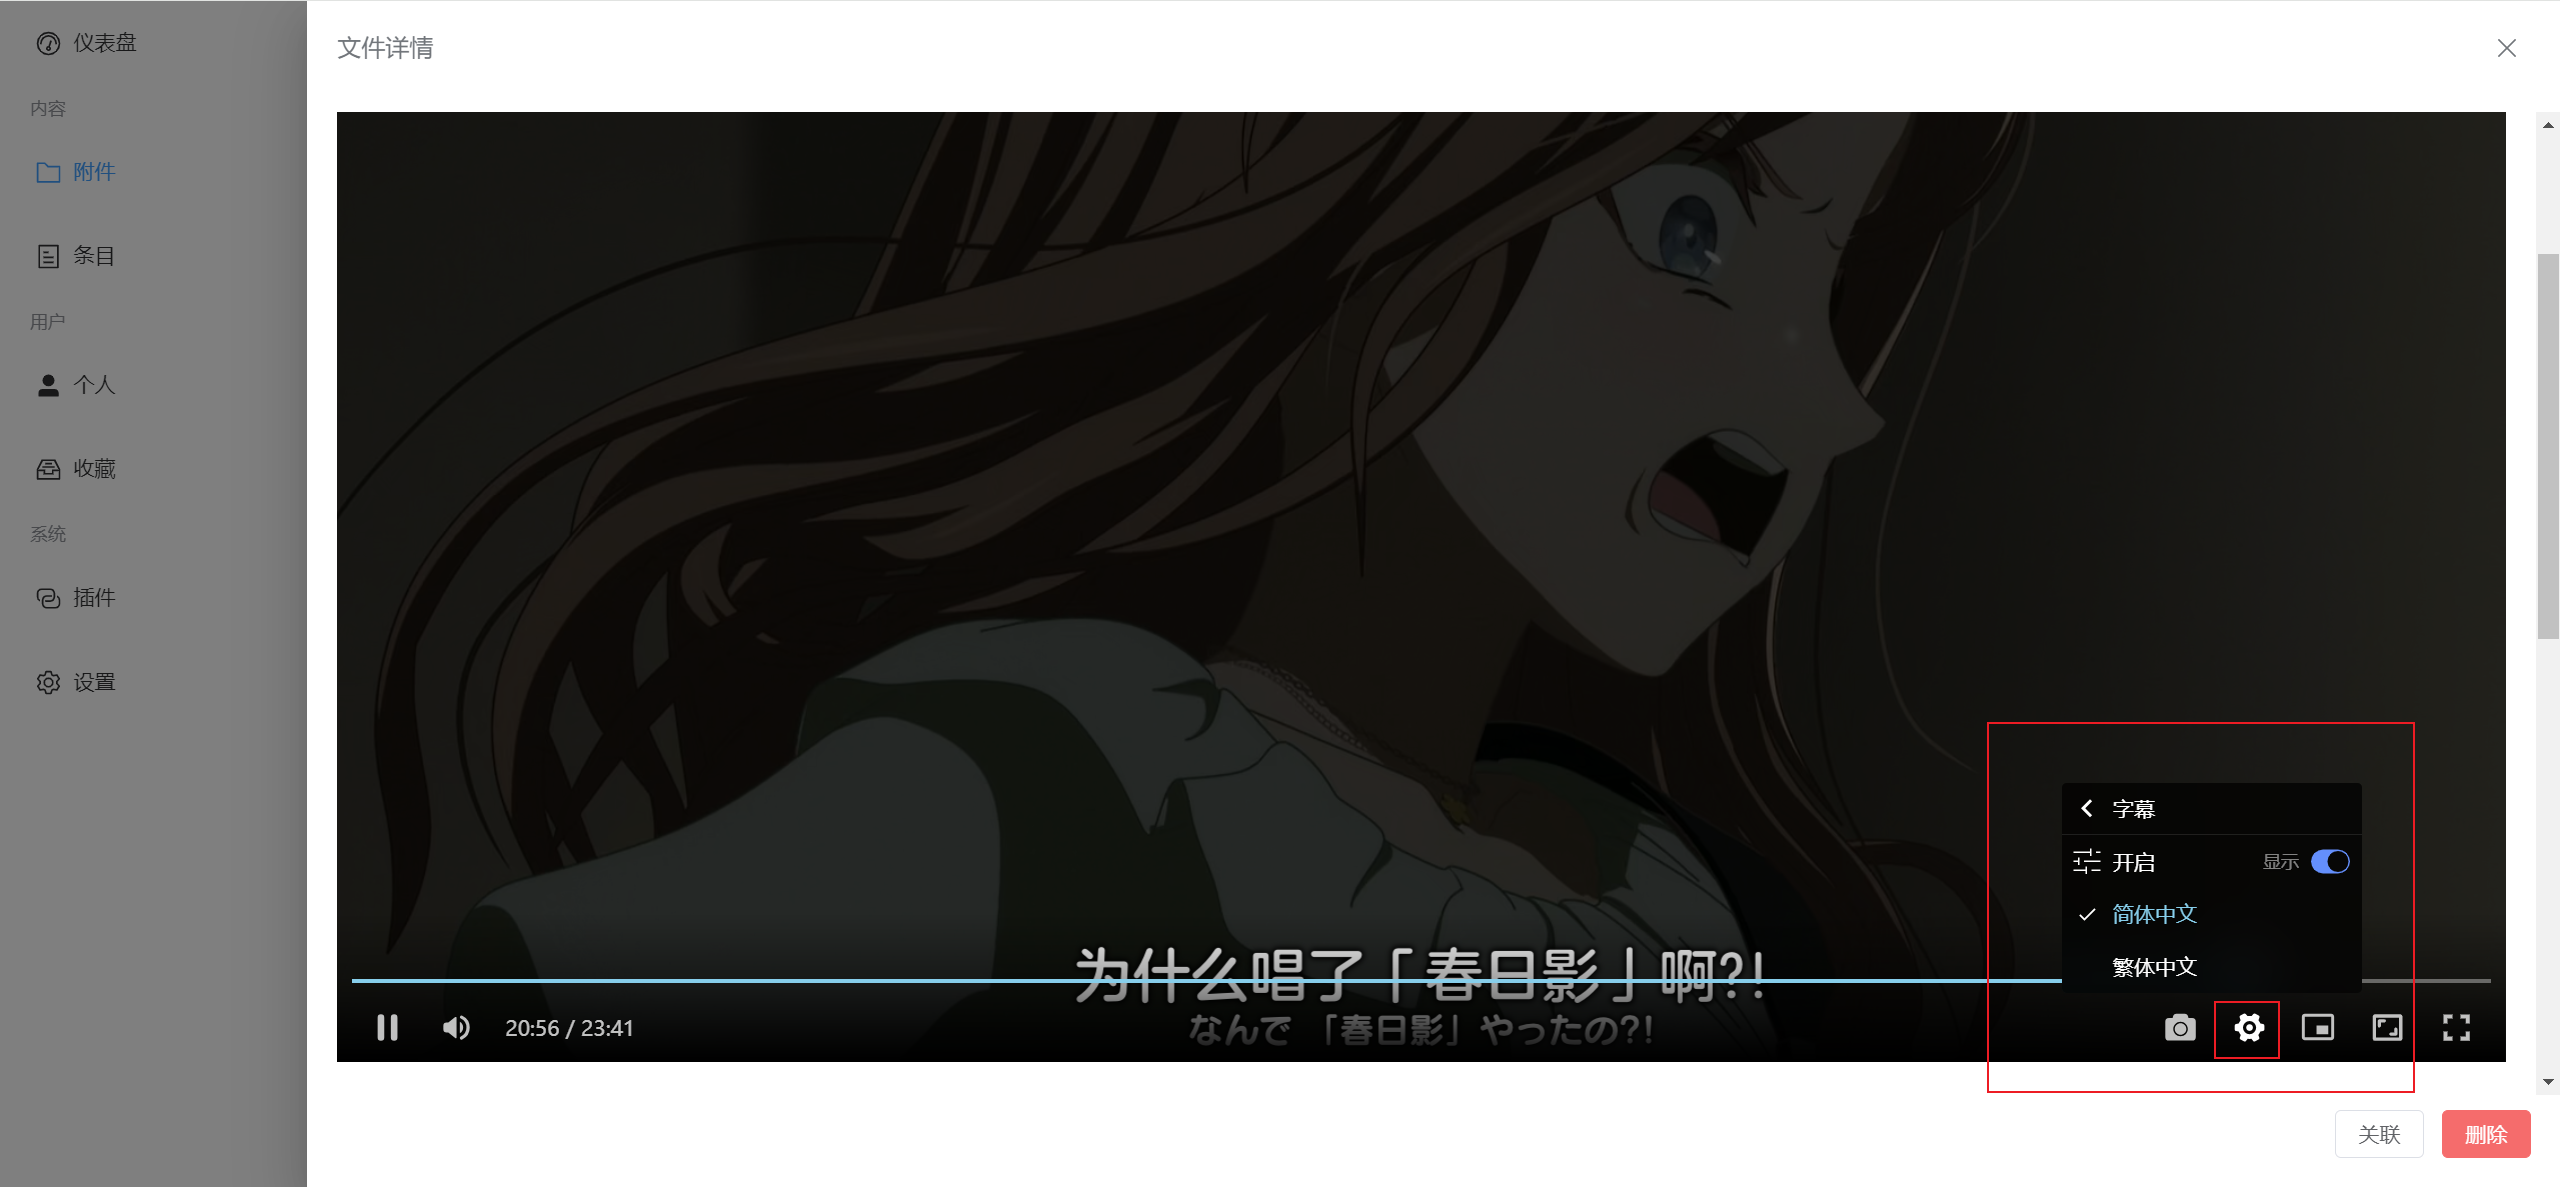 仪表盘
内容
附件
条目
用户
个人
收藏
系统
插件
设置
文件详情
字幕
开启 显示
简体中文
繁体中文
为什么唱了「春日影」啊?!
なんで 「春日影」やったの?!
20:56 / 23:41
关联
删除